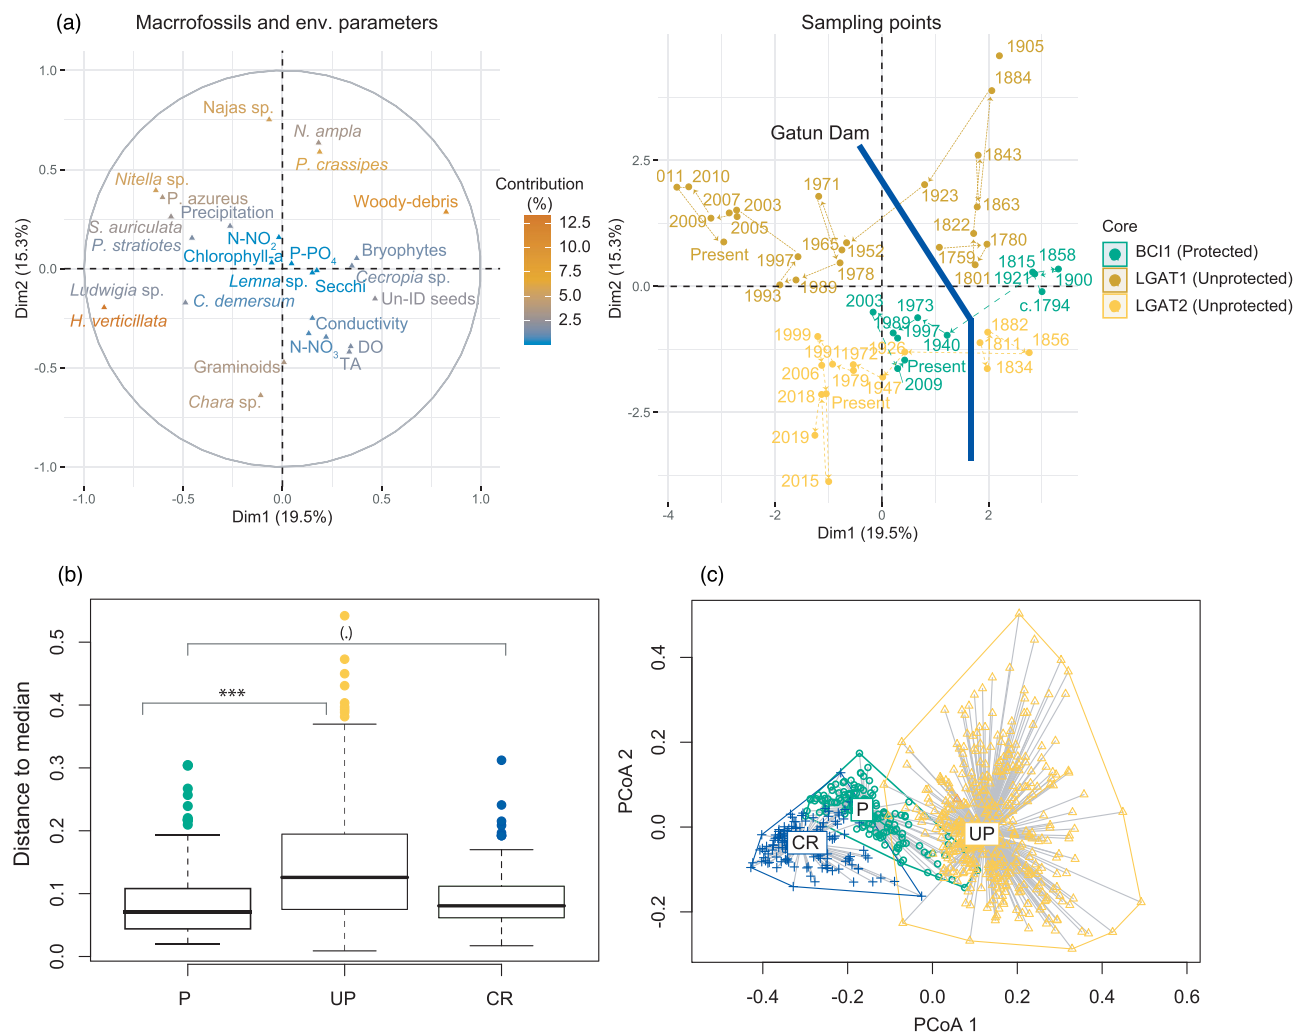 (a)
Macrrofossils and env. parameters
Sampling points
1.0
0.5
0.0
-0.5
-1.0
Dim2 (15.3%)
Najas sp.
N. ampla
P. crassipes
Nitella sp.
P. azureus
Woody-debris
S. auriculata
Precipitation
P. stratiotes
N-NO2
Chlorophyll-a
P-PO4
Bryophytes
Lemna sp.
Cecropia sp.
Secchi
Ludwigia sp.
C. demersum
Un-ID seeds
H. verticillata
Conductivity
N-NO3
DO
TA
Graminoids
Chara sp.
-1.0
-0.5
0.0
0.5
1.0
Dim1 (19.5%)
Contribution
(%)
12.5
10.0
7.5
5.0
2.5
2.5
0.0
-2.5
Dim2 (15.3%)
Gatun Dam
1905
1884
1843
1923
1863
1822
1780
1759
1801
011
2010
2007
2003
2009
2005
Present
1971
1965
1952
1997
1978
1989
1993
1858
1815
1921
1900
c.1794
2003
1973
1989
1997
1940
Present
2009
1999
1991
1972
1926
1882
1811
1856
1834
2006
1979
1947
2018
Present
2019
2015
-4
-2
0
2
Dim1 (19.5%)
Core
BCI1 (Protected)
LGAT1 (Unprotected)
LGAT2 (Unprotected)
(b)
Distance to median
0.5
0.4
0.3
0.2
0.1
0.0
(.)
***
P
UP
CR
(c)
PCoA 2
0.4
0.2
0.0
-0.2
P
CR
UP
-0.4
-0.2
0.0
0.2
0.4
0.6
PCoA 1